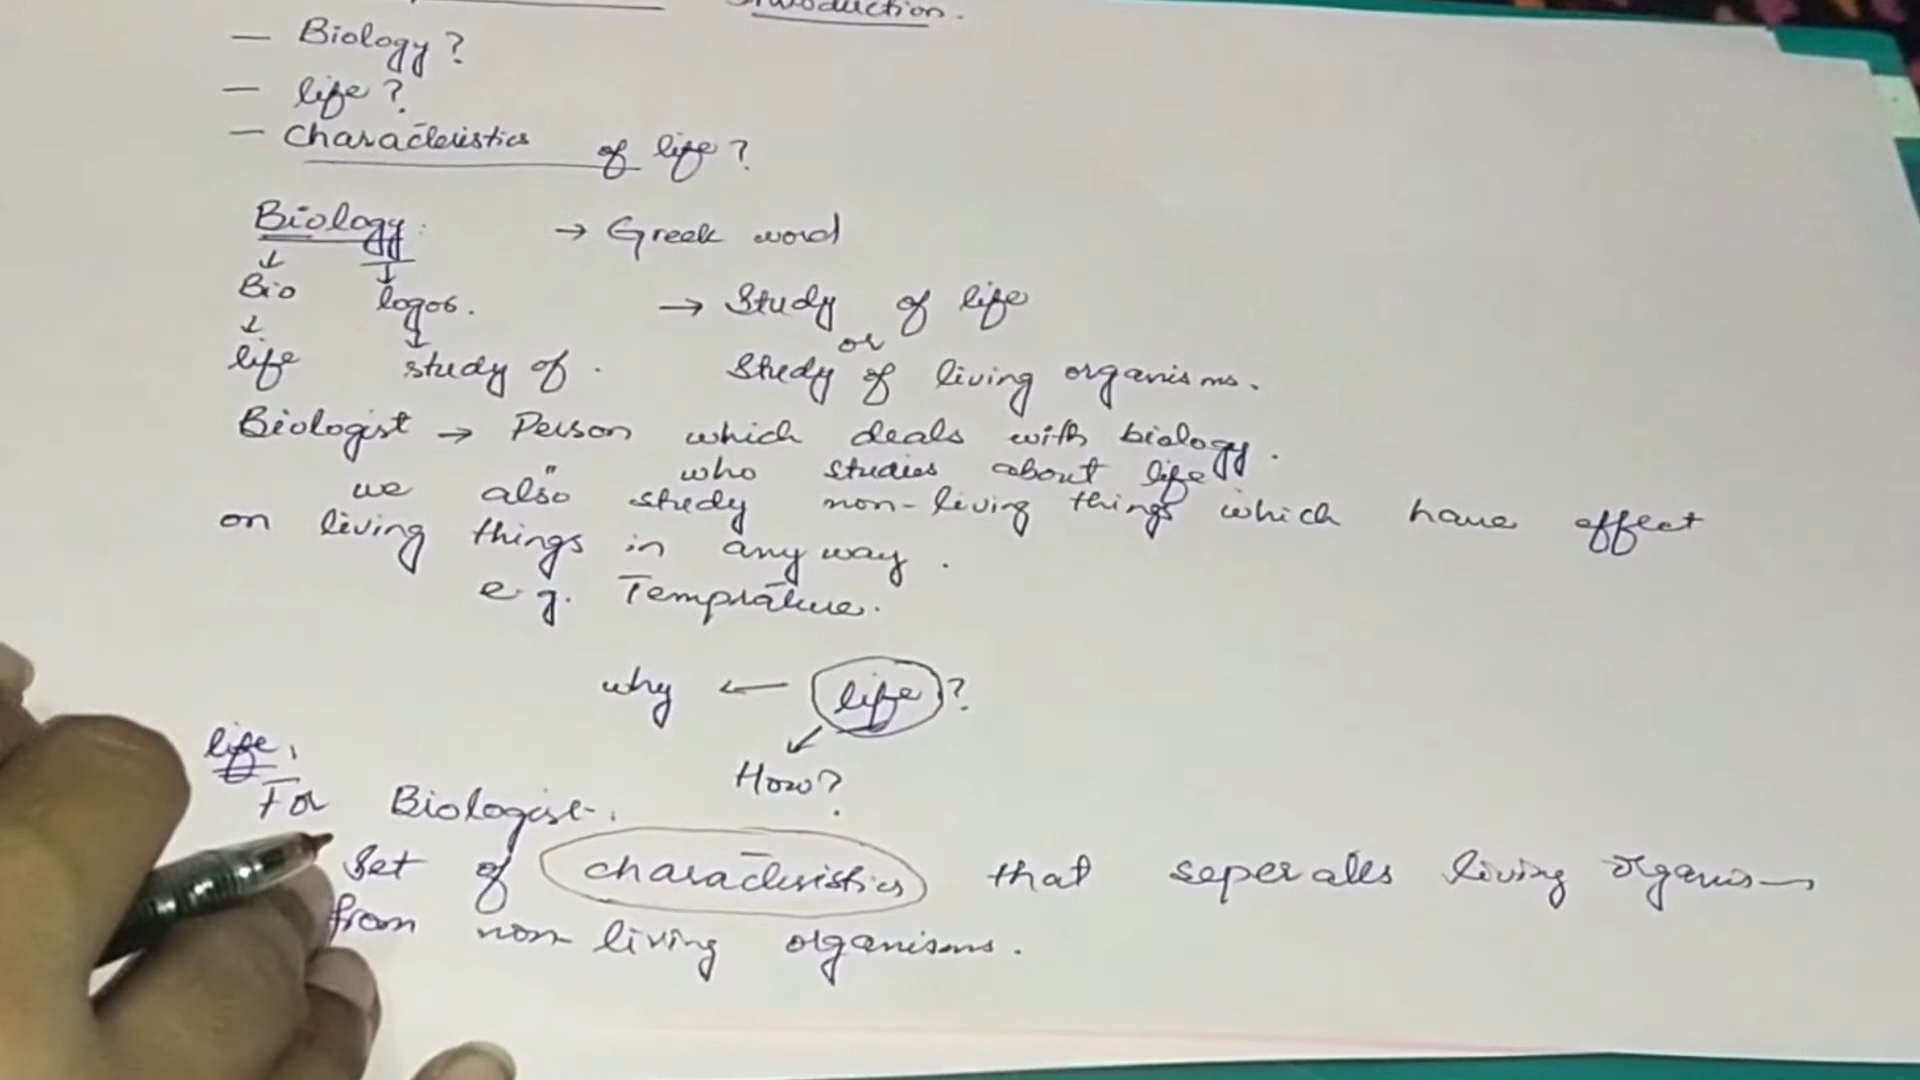 Introduction.
— Biology?
— life?
— characteristics of life?
Biology: → Greek word
Bio logos. → Study of life
or
life study of. Study of living organisms.
Biologist → Person which deals with biology.
" who studies about life
we also study non-living things which have effect
on living things in any way.
e.g. Temprature.
why ← life?
How?
life.
For Biologist.
Set of characteristics that seperates living organism
from non-living organisms.